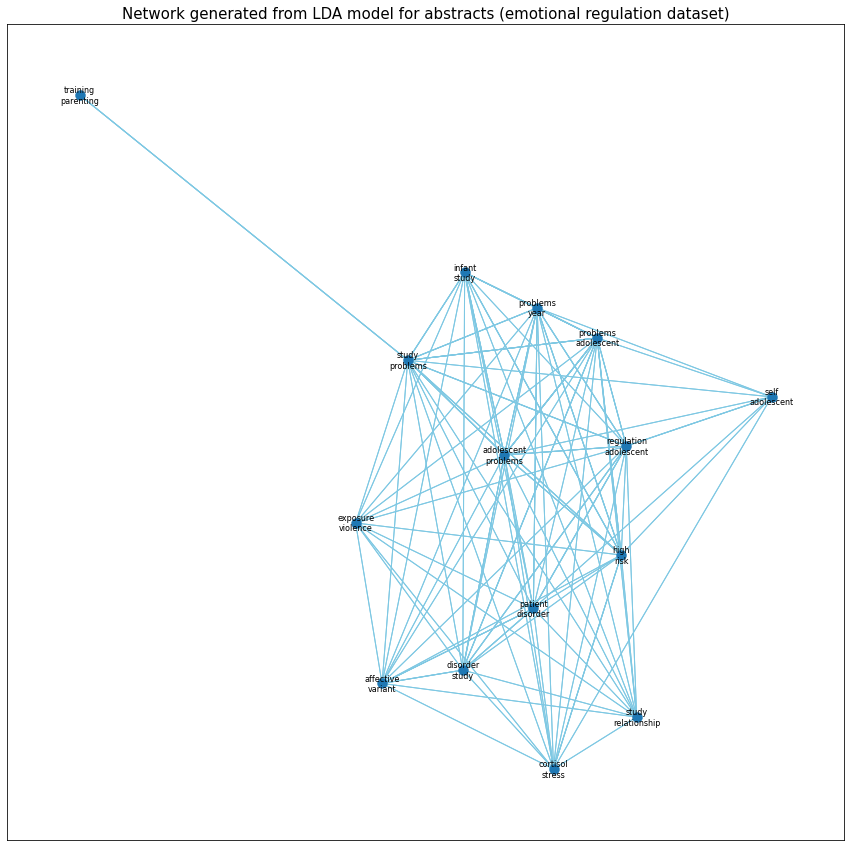 Network generated from LDA model for abstracts (emotional regulation dataset)
training
parenting
infant
study
problems
year
problems
adolescent
study
problems
self
adolescent
regulation
adolescent
adolescent
problems
exposure
violence
high
risk
patient
disorder
disorder
study
affective
variant
study
relationship
cortisol
stress